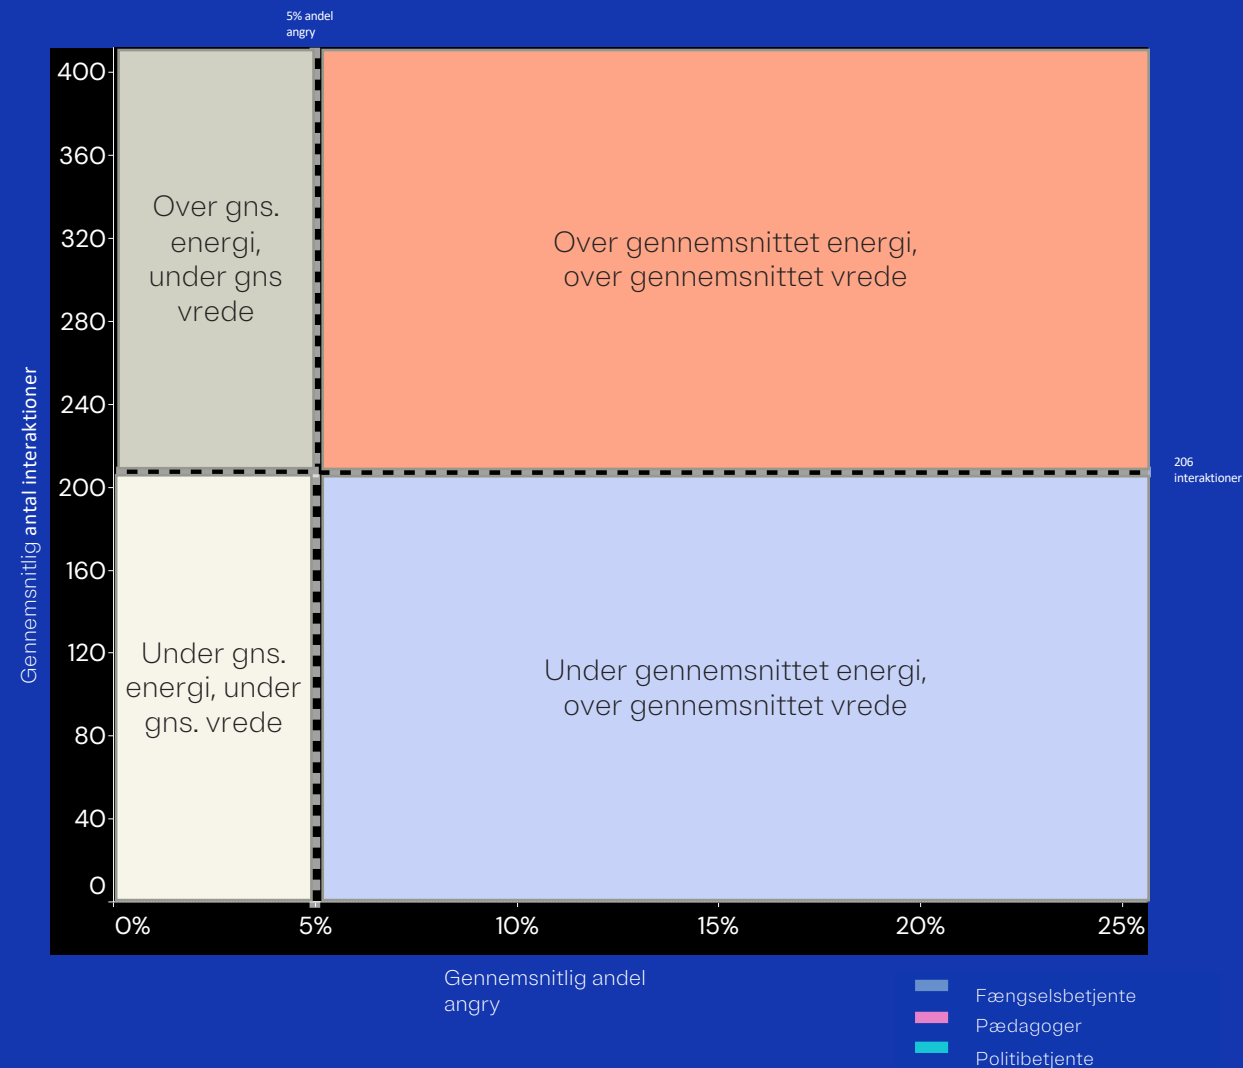 5% andel
angry
400
360
320
280
240
200
160
120
80
40
0
Gennemsnitlig antal interaktioner
Over gns.
energi,
under gns
vrede
Over gennemsnittet energi,
over gennemsnittet vrede
206
interaktioner
Under gns.
energi, under
gns. vrede
Under gennemsnittet energi,
over gennemsnittet vrede
0% 5% 10% 15% 20% 25%
Gennemsnitlig andel
angry
Fængselsbetjente
Pædagoger
Politibetjente